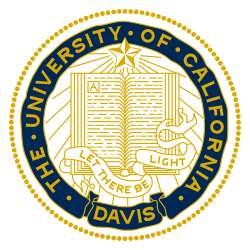 · THE · UNIVERSITY · OF · CALIFORNIA ·
A
LET THERE BE LIGHT
DAVIS